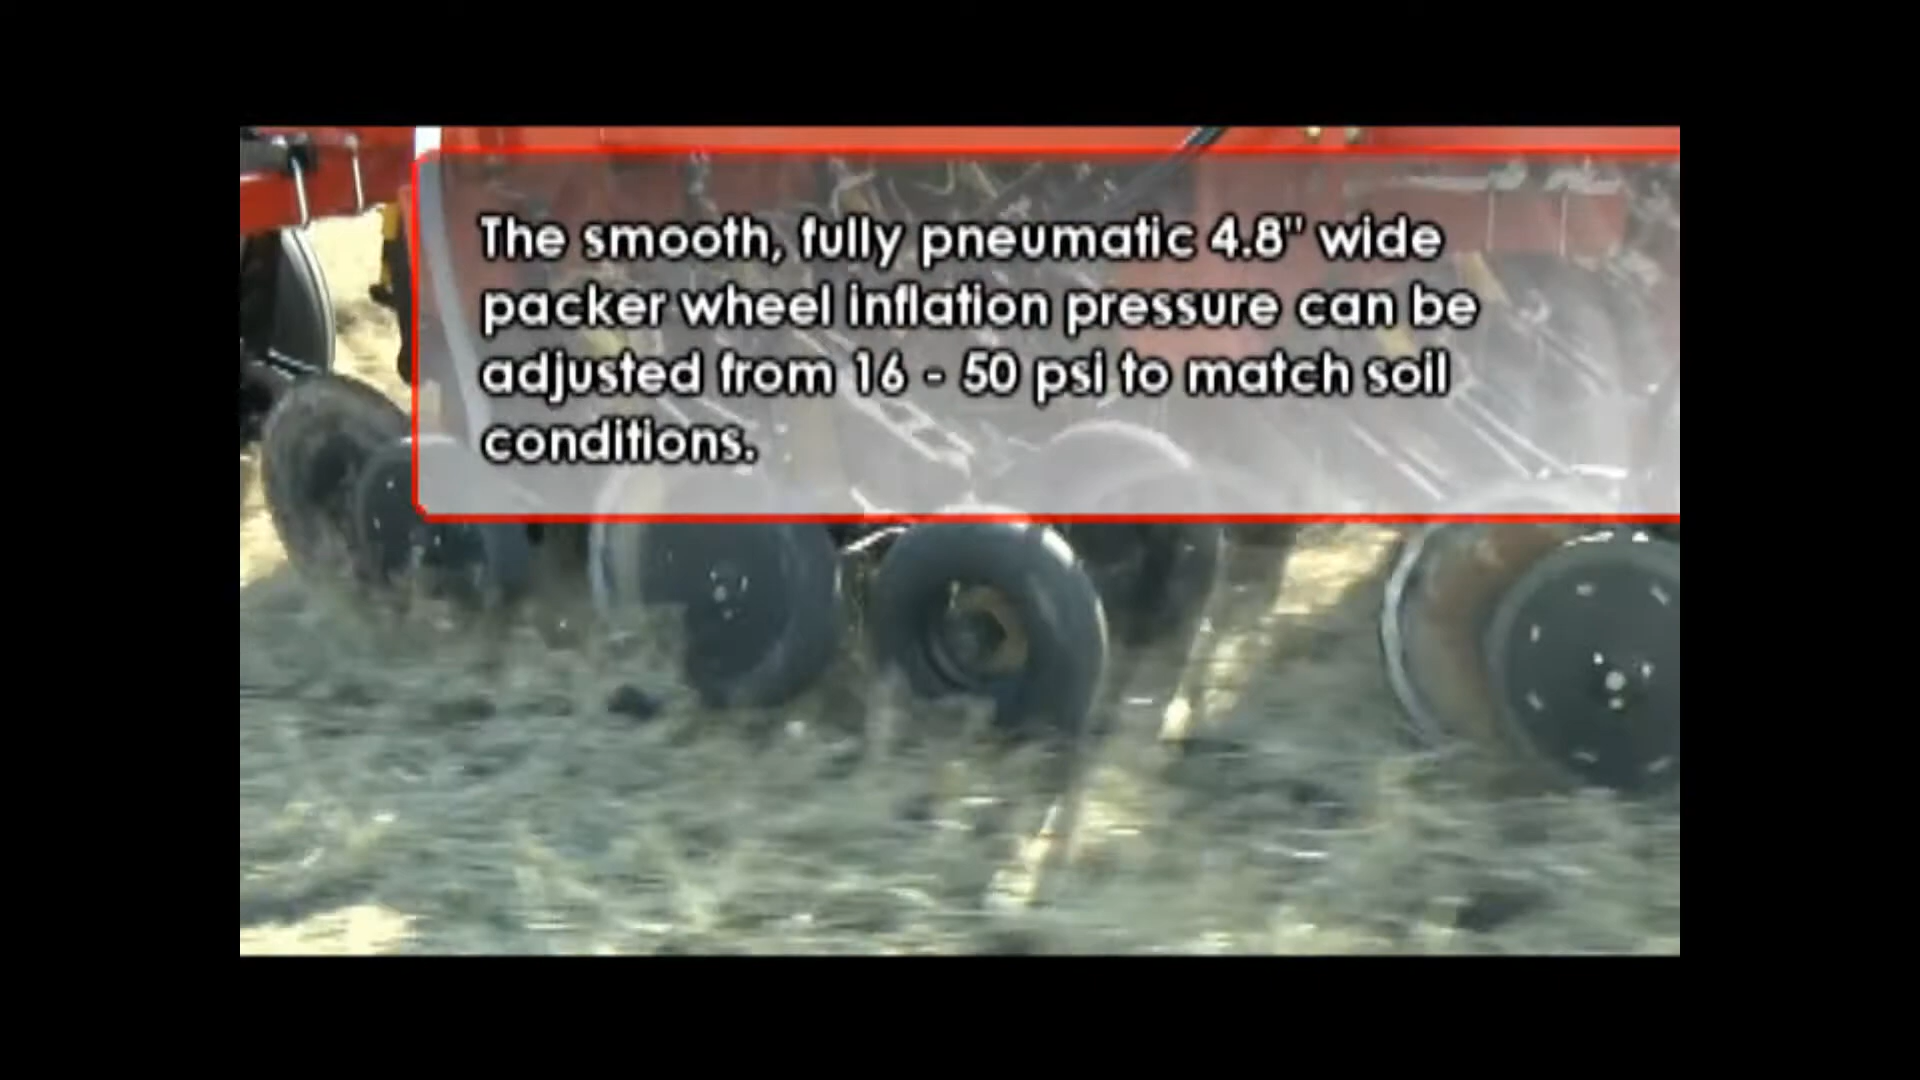 The smooth, fully pneumatic 4.8" wide
packer wheel inflation pressure can be
adjusted from 16 - 50 psi to match soil
conditions.